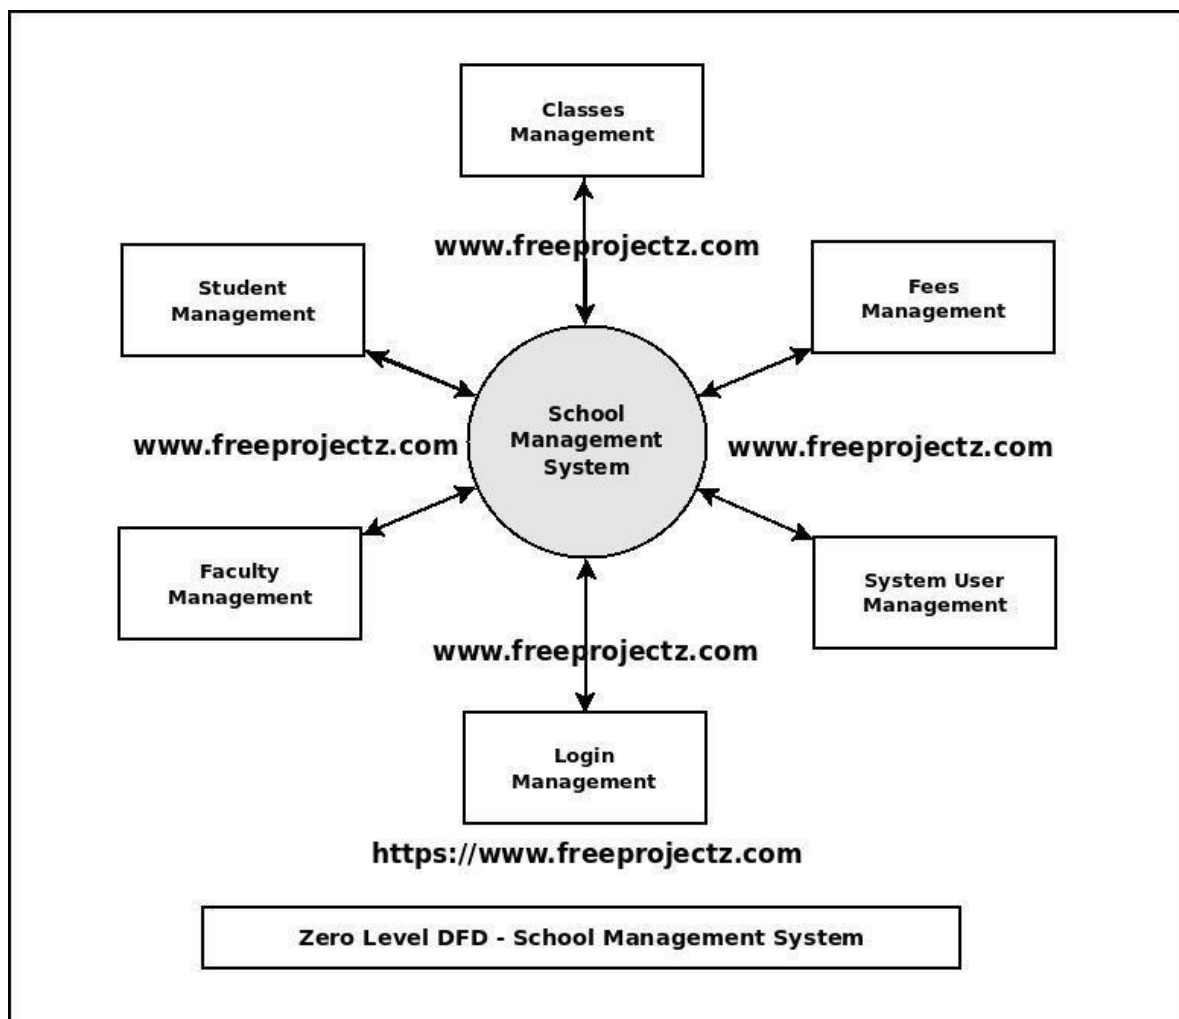 Classes
Management
www.freeprojectz.com
Student
Management
Fees
Management
School
Management
System
www.freeprojectz.com
www.freeprojectz.com
Faculty
Management
System User
Management
www.freeprojectz.com
Login
Management
https://www.freeprojectz.com
Zero Level DFD - School Management System